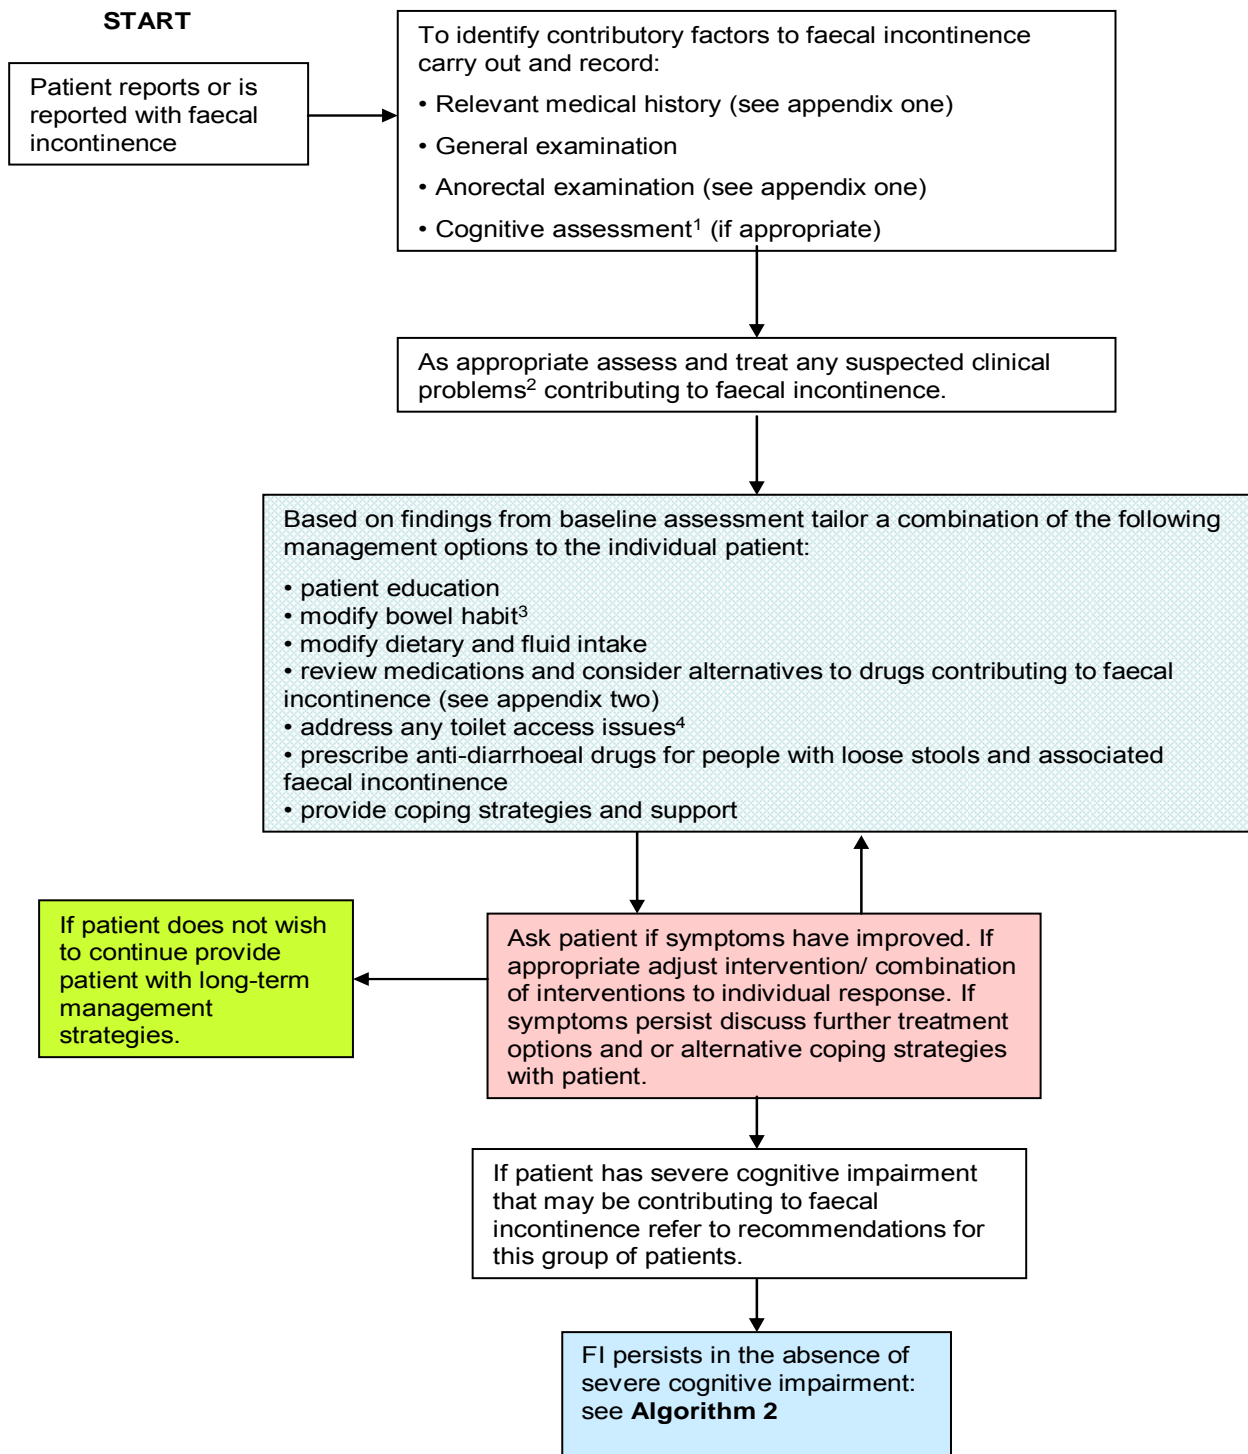 START
Patient reports or is
reported with faecal
incontinence
To identify contributory factors to faecal incontinence
carry out and record:
• Relevant medical history (see appendix one)
• General examination
• Anorectal examination (see appendix one)
• Cognitive assessment¹ (if appropriate)
As appropriate assess and treat any suspected clinical
problems² contributing to faecal incontinence.
Based on findings from baseline assessment tailor a combination of the following
management options to the individual patient:
• patient education
• modify bowel habit³
• modify dietary and fluid intake
• review medications and consider alternatives to drugs contributing to faecal
incontinence (see appendix two)
• address any toilet access issues⁴
• prescribe anti-diarrhoeal drugs for people with loose stools and associated
faecal incontinence
• provide coping strategies and support
If patient does not wish
to continue provide
patient with long-term
management
strategies.
Ask patient if symptoms have improved. If
appropriate adjust intervention/ combination
of interventions to individual response. If
symptoms persist discuss further treatment
options and or alternative coping strategies
with patient.
If patient has severe cognitive impairment
that may be contributing to faecal
incontinence refer to recommendations for
this group of patients.
FI persists in the absence of
severe cognitive impairment:
see Algorithm 2